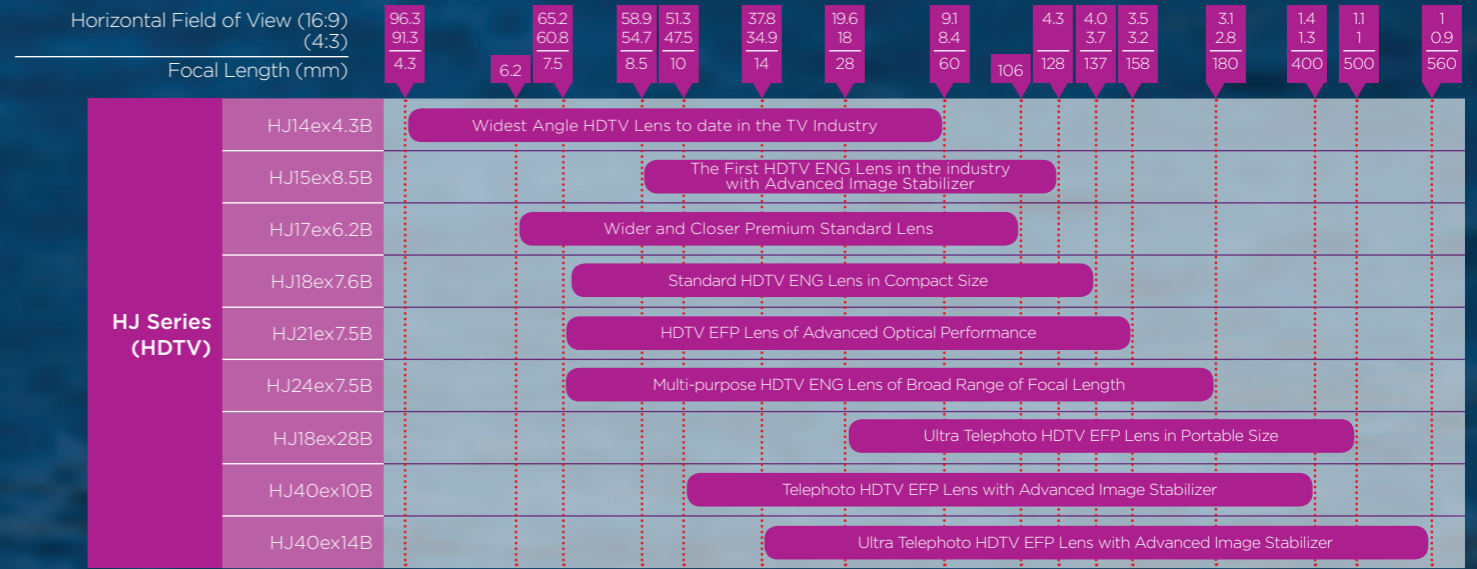 Horizontal Field of View (16:9)
(4:3)
Focal Length (mm)
96.3
91.3
4.3
6.2
65.2
60.8
7.5
58.9
54.7
8.5
51.3
47.5
10
37.8
34.9
14
19.6
18
28
9.1
8.4
60
106
4.3
128
4.0
3.7
137
3.5
3.2
158
3.1
2.8
180
1.4
1.3
400
1.1
1
500
1
0.9
560
HJ Series
(HDTV)
HJ14ex4.3B
Widest Angle HDTV Lens to date in the TV Industry
HJ15ex8.5B
The First HDTV ENG Lens in the industry
with Advanced Image Stabilizer
HJ17ex6.2B
Wider and Closer Premium Standard Lens
HJ18ex7.6B
Standard HDTV ENG Lens in Compact Size
HJ21ex7.5B
HDTV EFP Lens of Advanced Optical Performance
HJ24ex7.5B
Multi-purpose HDTV ENG Lens of Broad Range of Focal Length
HJ18ex28B
Ultra Telephoto HDTV EFP Lens in Portable Size
HJ40ex10B
Telephoto HDTV EFP Lens with Advanced Image Stabilizer
HJ40ex14B
Ultra Telephoto HDTV EFP Lens with Advanced Image Stabilizer